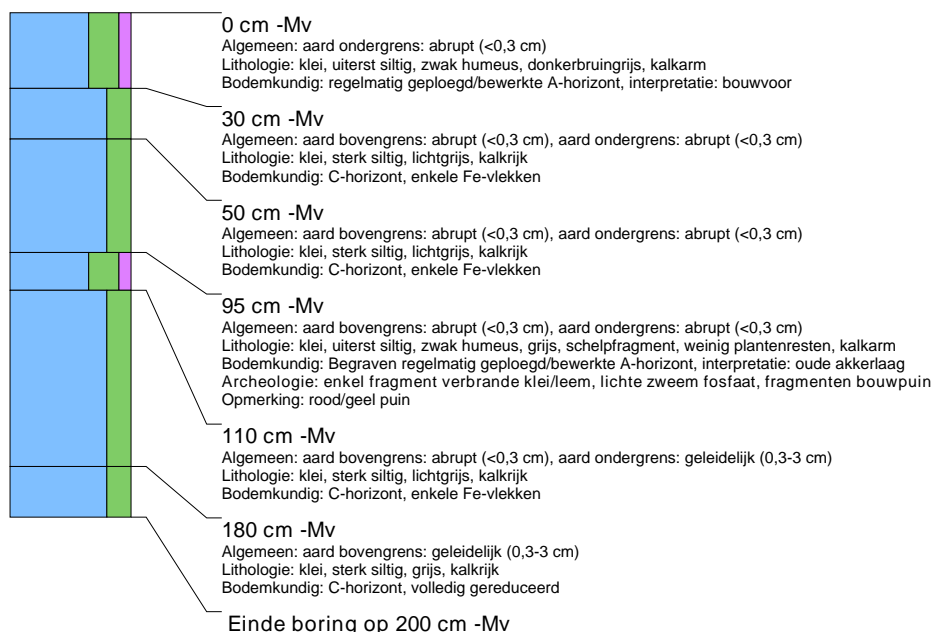 0 cm -Mv
Algemeen: aard ondergrens: abrupt (<0,3 cm)
Lithologie: klei, uiterst siltig, zwak humeus, donkerbruingrijs, kalkarm
Bodemkundig: regelmatig geploegd/bewerkte A-horizont, interpretatie: bouwvoor
30 cm -Mv
Algemeen: aard bovengrens: abrupt (<0,3 cm), aard ondergrens: abrupt (<0,3 cm)
Lithologie: klei, sterk siltig, lichtgrijs, kalkrijk
Bodemkundig: C-horizont, enkele Fe-vlekken
50 cm -Mv
Algemeen: aard bovengrens: abrupt (<0,3 cm), aard ondergrens: abrupt (<0,3 cm)
Lithologie: klei, sterk siltig, lichtgrijs, kalkrijk
Bodemkundig: C-horizont, enkele Fe-vlekken
95 cm -Mv
Algemeen: aard bovengrens: abrupt (<0,3 cm), aard ondergrens: abrupt (<0,3 cm)
Lithologie: klei, uiterst siltig, zwak humeus, grijs, schelpfragment, weinig plantenresten, kalkarm
Bodemkundig: Begraven regelmatig geploegd/bewerkte A-horizont, interpretatie: oude akkerlaag
Archeologie: enkel fragment verbrande klei/leem, lichte zweem fosfaat, fragmenten bouwpuin
Opmerking: rood/geel puin
110 cm -Mv
Algemeen: aard bovengrens: abrupt (<0,3 cm), aard ondergrens: geleidelijk (0,3-3 cm)
Lithologie: klei, sterk siltig, lichtgrijs, kalkrijk
Bodemkundig: C-horizont, enkele Fe-vlekken
180 cm -Mv
Algemeen: aard bovengrens: geleidelijk (0,3-3 cm)
Lithologie: klei, sterk siltig, grijs, kalkrijk
Bodemkundig: C-horizont, volledig gereduceerd
Einde boring op 200 cm -Mv